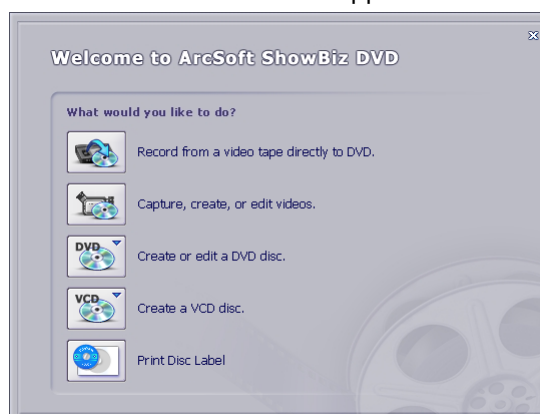 Welcome to ArcSoft ShowBiz DVD
What would you like to do?
Record from a video tape directly to DVD.
Capture, create, or edit videos.
DVD
Create or edit a DVD disc.
VCD
Create a VCD disc.
Print Disc Label